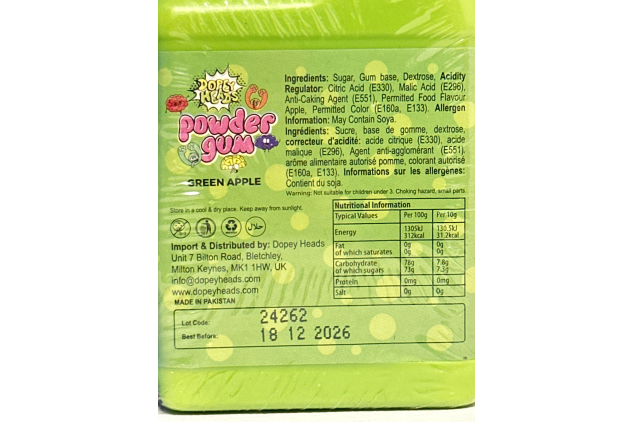 DOPEY
HEADS
powder
gum
GREEN APPLE
Ingredients: Sugar, Gum base, Dextrose, Acidity
Regulator: Citric Acid (E330), Malic Acid (E296),
Anti-Caking Agent (E551), Permitted Food Flavour
Apple, Permitted Color (E160a, E133). Allergen
Information: May Contain Soya.
Ingrédients: Sucre, base de gomme, dextrose,
correcteur d'acidité: acide citrique (E330), acide
malique (E296), Agent anti-agglomérant (E551).
arôme alimentaire autorisé pomme, colorant autorisé
(E160a, E133). Informations sur les allergènes:
Contient du soja.
Warning: Not suitable for children under 3. Choking hazard, small parts.
Store in a cool & dry place. Keep away from sunlight.
Import & Distributed by: Dopey Heads
Unit 7 Bilton Road, Bletchley,
Milton Keynes, MK1 1HW, UK
info@dopeyheads.com
www.dopeyheads.com
MADE IN PAKISTAN
Nutritional Information
Typical Values Per 100g Per 10g
Energy 1305kJ 130.5kJ
312kcal 31.2kcal
Fat 0g 0g
of which saturates 0g 0g
Carbohydrate 78g 7.8g
of which sugars 73g 7.3g
Protein 0mg 0mg
Salt 0g 0g
Lot Code: 24262
Best Before: 18 12 2026